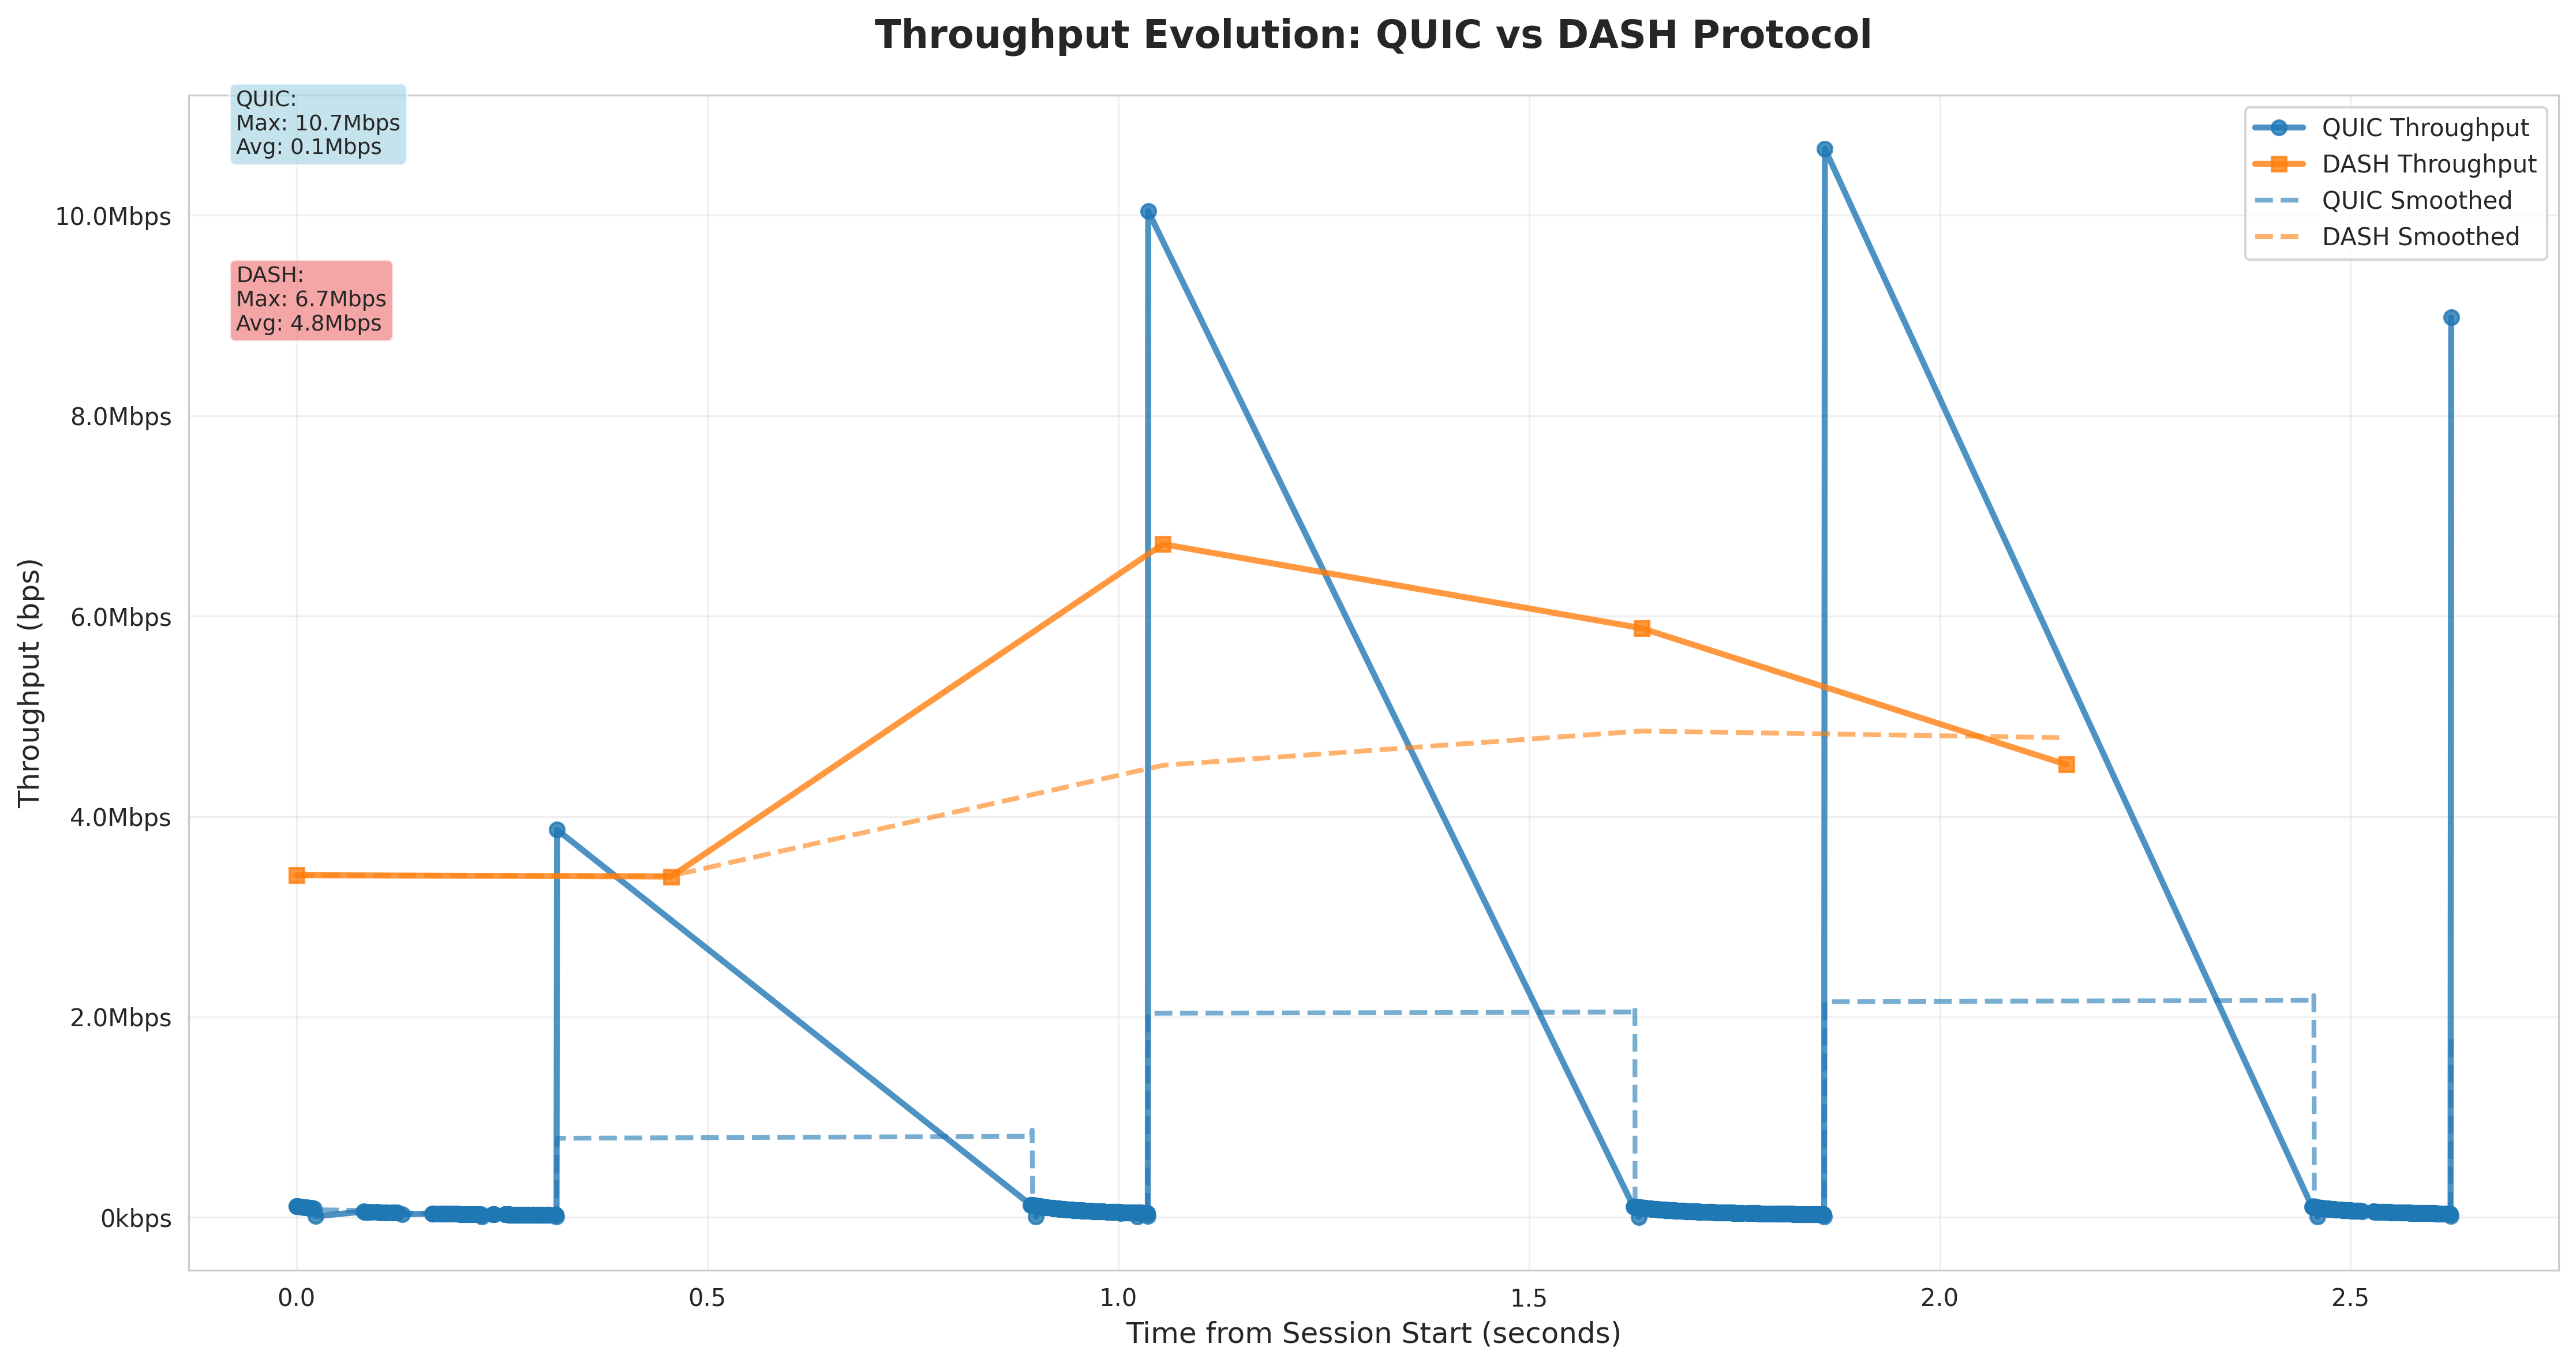 Throughput Evolution: QUIC vs DASH Protocol
QUIC:
Max: 10.7Mbps
Avg: 0.1Mbps
DASH:
Max: 6.7Mbps
Avg: 4.8Mbps
QUIC Throughput
DASH Throughput
QUIC Smoothed
DASH Smoothed
Throughput (bps)
10.0Mbps
8.0Mbps
6.0Mbps
4.0Mbps
2.0Mbps
0kbps
0.0 0.5 1.0 1.5 2.0 2.5
Time from Session Start (seconds)